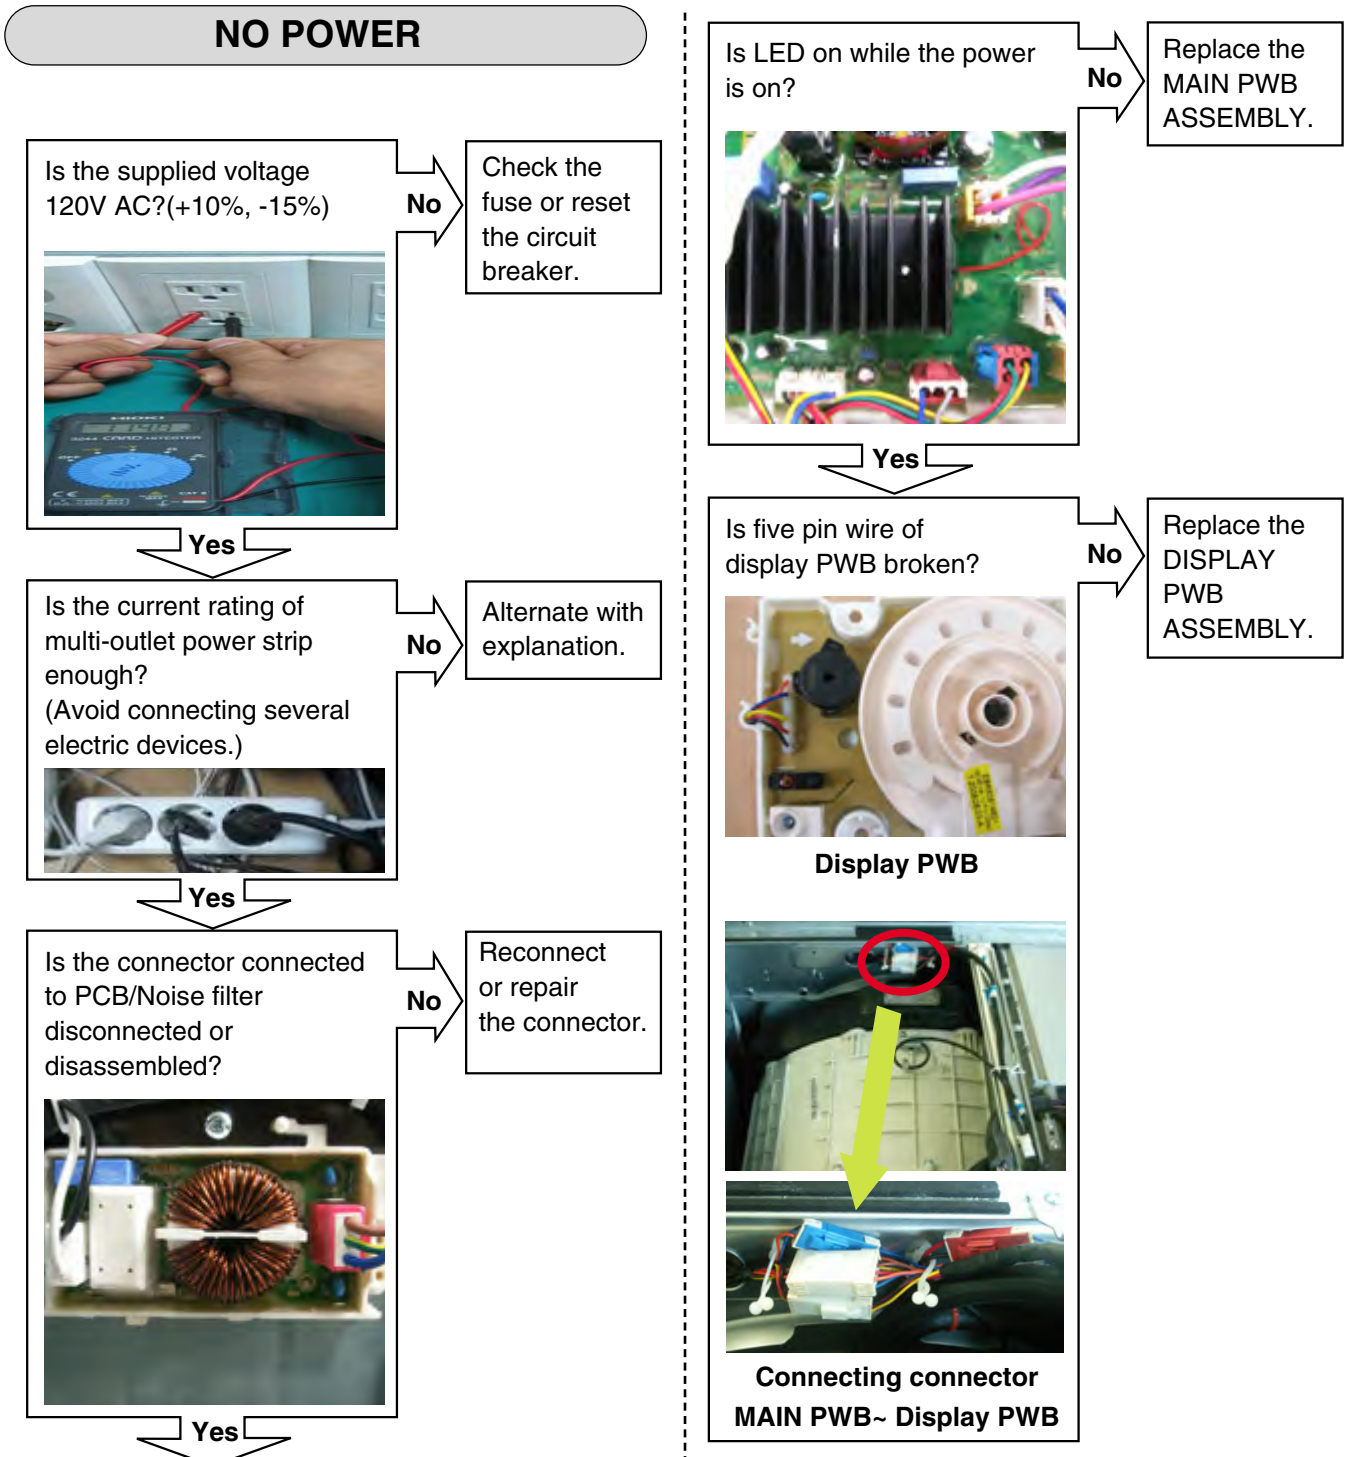 NO POWER
Is the supplied voltage
120V AC?(+10%, -15%)
No
Check the
fuse or reset
the circuit
breaker.
HIOKI
Yes
Is the current rating of
multi-outlet power strip
enough?
(Avoid connecting several
electric devices.)
No
Alternate with
explanation.
Yes
Is the connector connected
to PCB/Noise filter
disconnected or
disassembled?
No
Reconnect
or repair
the connector.
Yes
Is LED on while the power
is on?
No
Replace the
MAIN PWB
ASSEMBLY.
Yes
Is five pin wire of
display PWB broken?
No
Replace the
DISPLAY
PWB
ASSEMBLY.
Display PWB
Connecting connector
MAIN PWB~ Display PWB